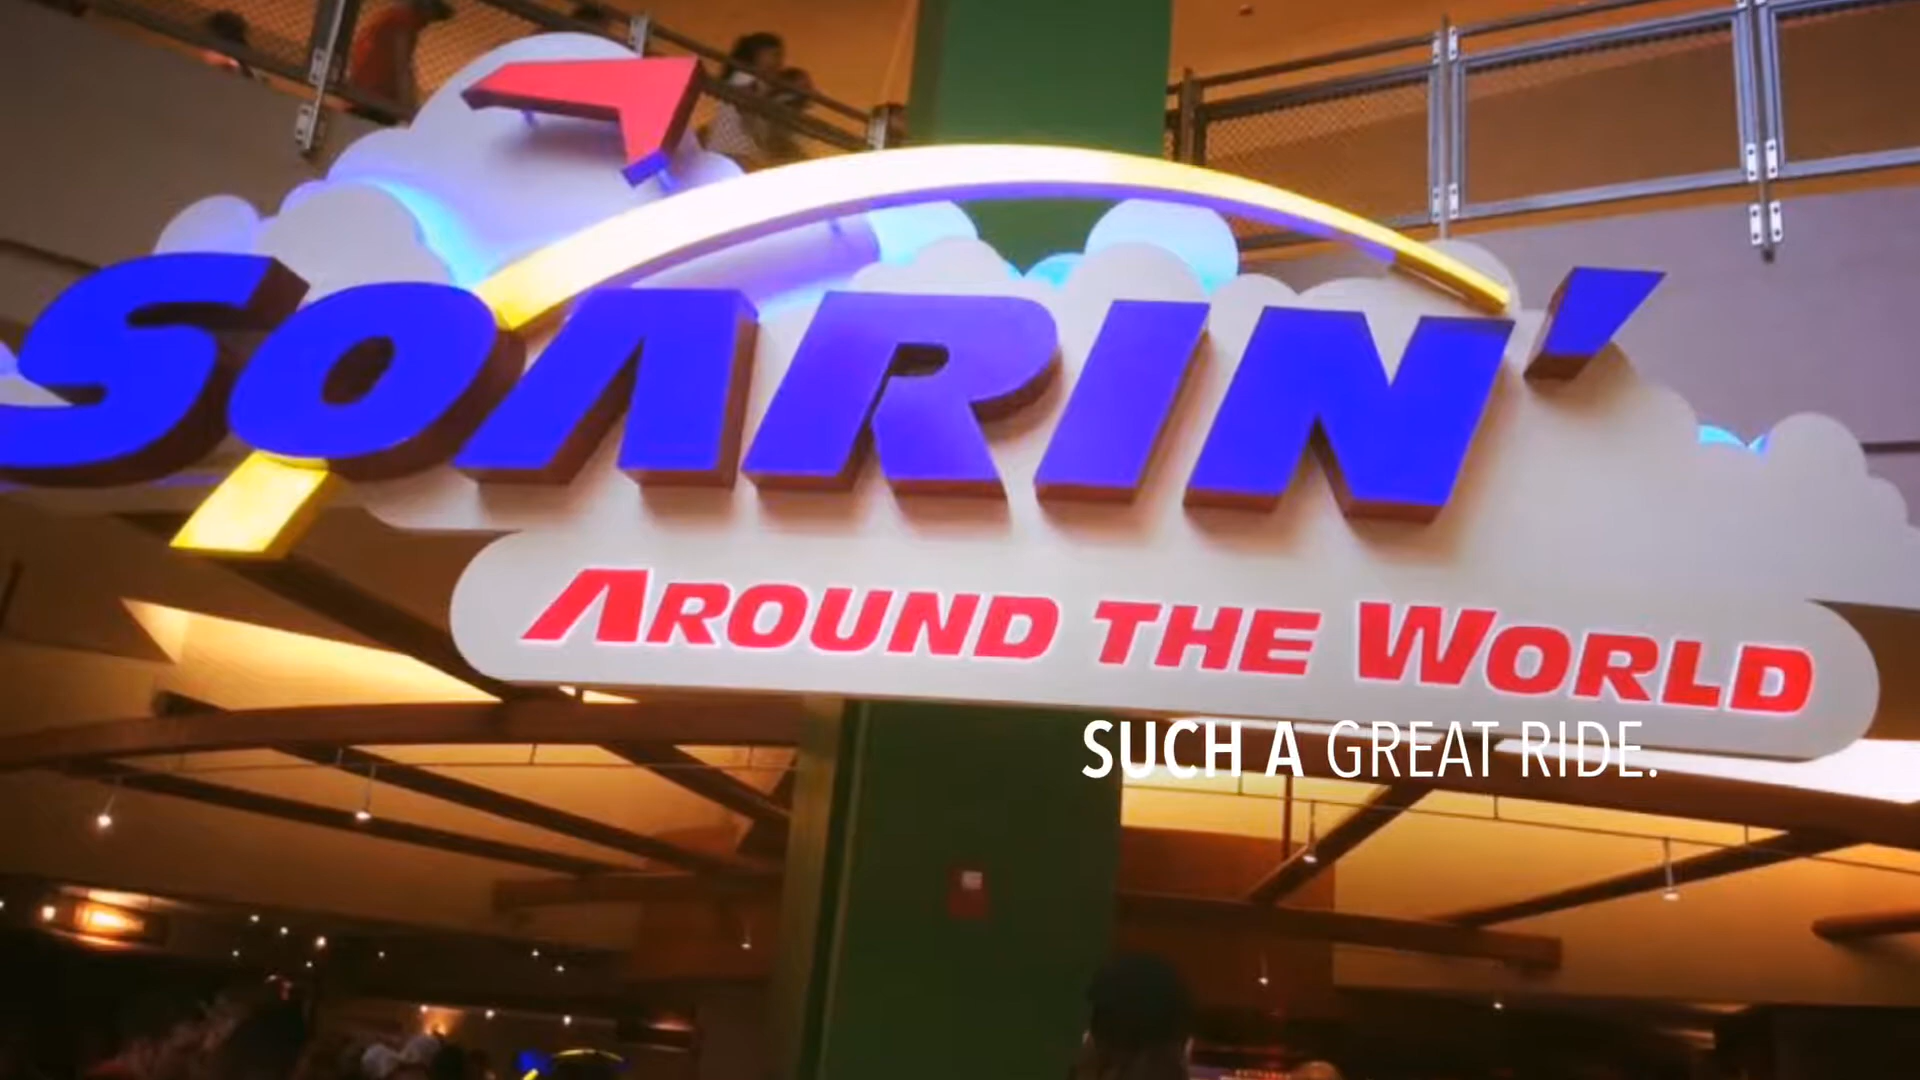 SOARIN'
AROUND THE WORLD
SUCH A GREAT RIDE.